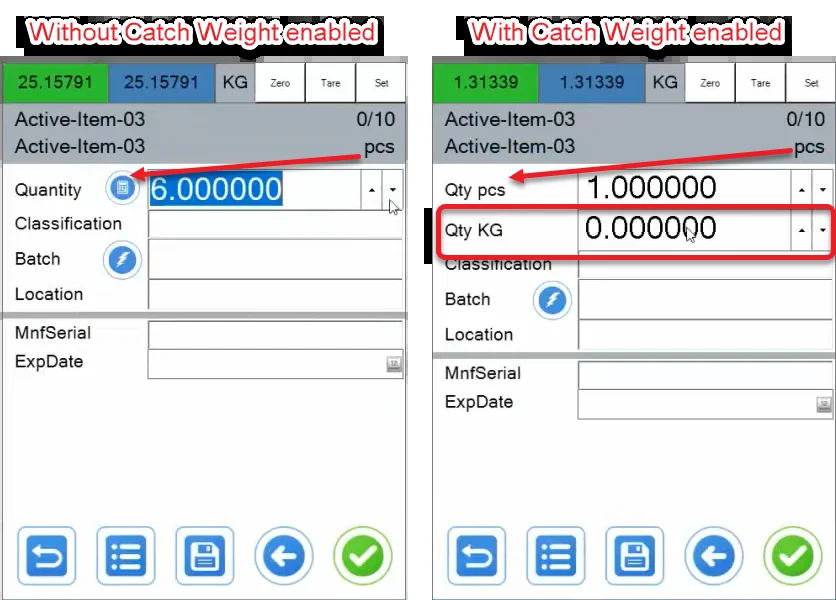 Without Catch Weight enabled
25.15791 25.15791 KG Zero Tare Set
Active-Item-03 0/10
Active-Item-03 pcs
Quantity 6.000000
Classification
Batch
Location
MnfSerial
ExpDate
With Catch Weight enabled
1.31339 1.31339 KG Zero Tare Set
Active-Item-03 0/10
Active-Item-03 pcs
Qty pcs 1.000000
Qty KG 0.000000
Classification
Batch
Location
MnfSerial
ExpDate